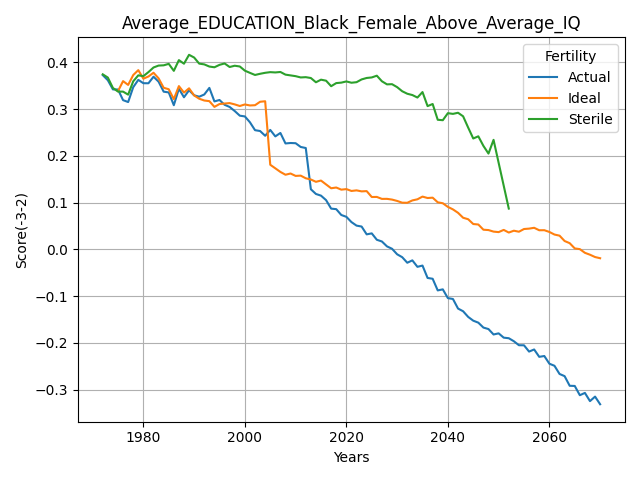 Average_EDUCATION_Black_Female_Above_Average_IQ
Fertility
Actual
Ideal
Sterile
Score(-3-2)
0.4
0.3
0.2
0.1
0.0
−0.1
−0.2
−0.3
1980
2000
2020
2040
2060
Years